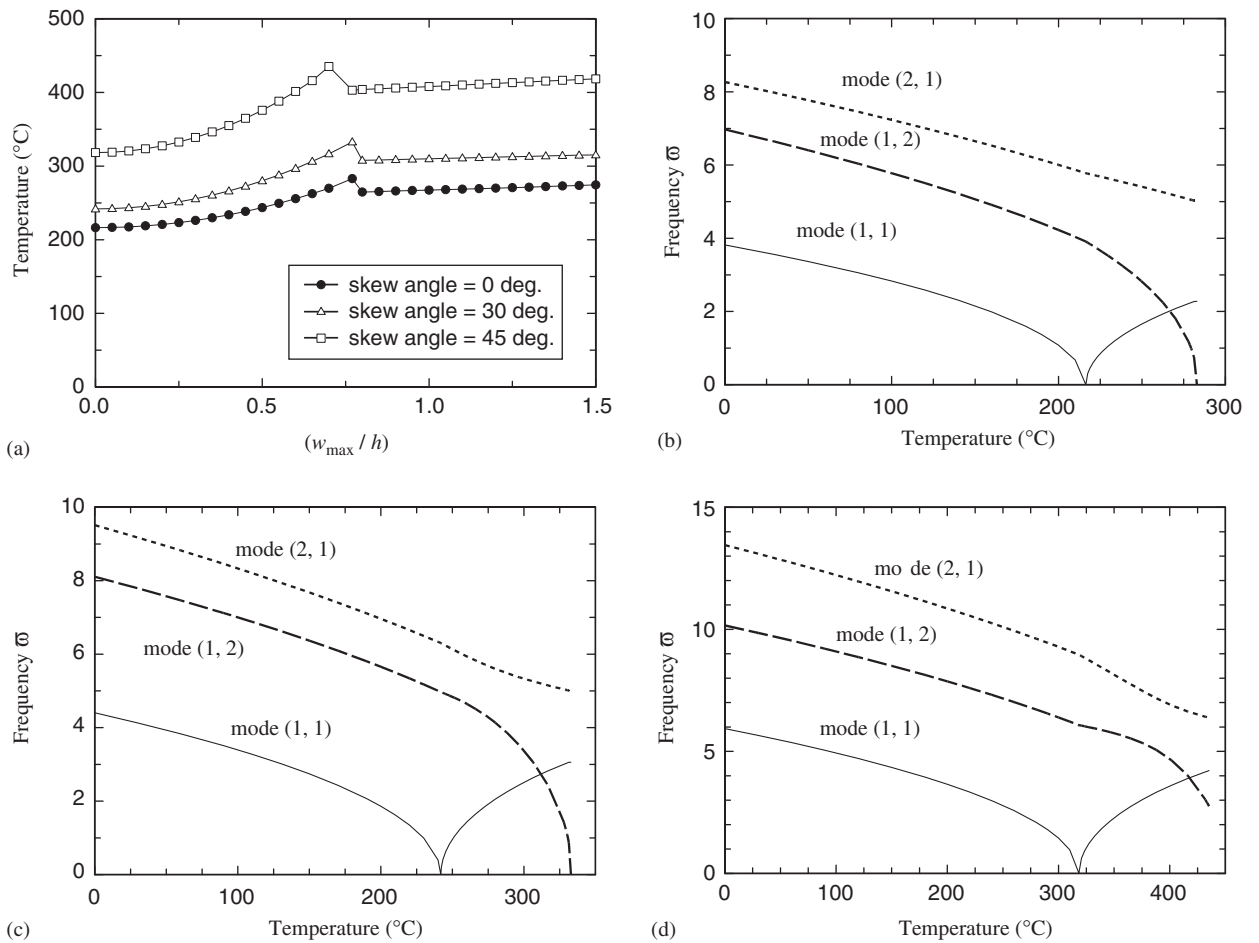 500
400
300
200
100
0
Temperature (°C)
skew angle = 0 deg.
skew angle = 30 deg.
skew angle = 45 deg.
0.0
0.5
1.0
1.5
(a)
(w_max / h)
10
8
6
4
2
0
Frequency ϖ
mode (2, 1)
mode (1, 2)
mode (1, 1)
0
100
200
300
(b)
Temperature (°C)
10
8
6
4
2
0
Frequency ϖ
mode (2, 1)
mode (1, 2)
mode (1, 1)
0
100
200
300
(c)
Temperature (°C)
15
10
5
0
Frequency ϖ
mo de (2, 1)
mode (1, 2)
mode (1, 1)
0
100
200
300
400
(d)
Temperature (°C)